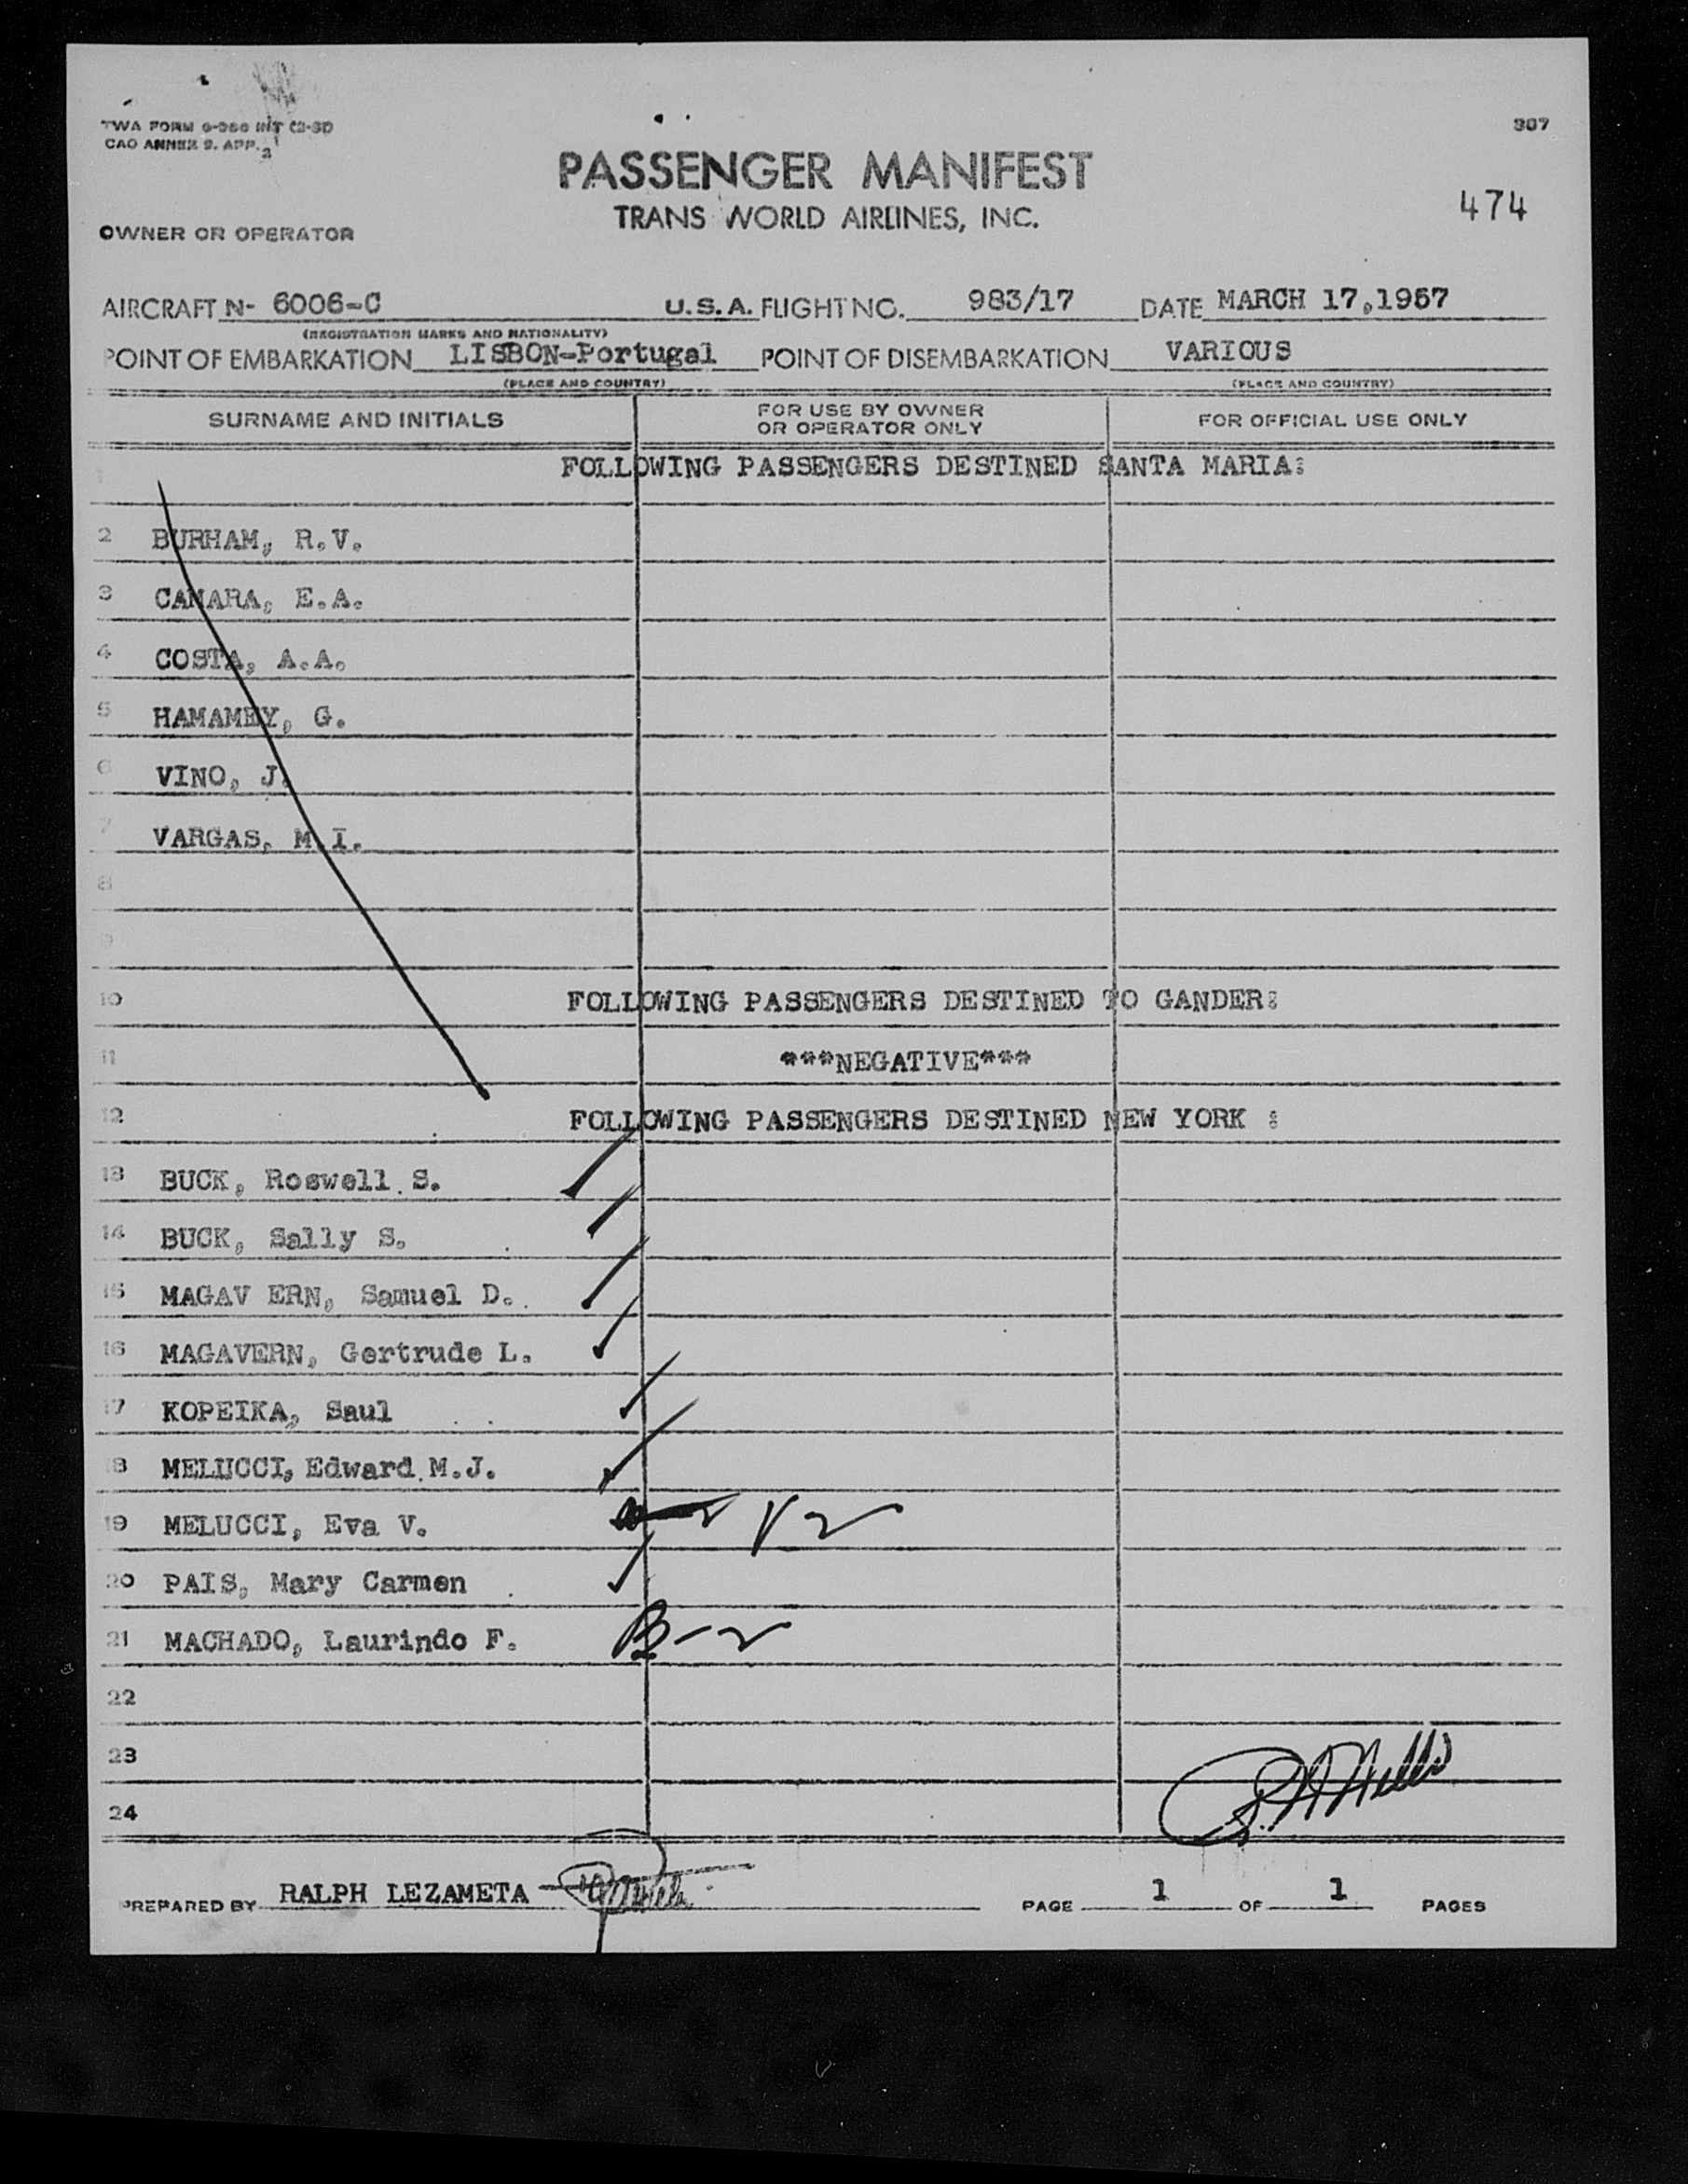 TWA FORM
307
ICAO ANNEX 9. APP. 2
PASSENGER MANIFEST
474
TRANS WORLD AIRLINES, INC.
OWNER OR OPERATOR
AIRCRAFT N- 6006-C U.S.A. FLIGHT NO. 983/17 DATE MARCH 17,1957
(REGISTRATION MARKS AND NATIONALITY)
POINT OF EMBARKATION LISBON-Portugal POINT OF DISEMBARKATION VARIOUS
(PLACE AND COUNTRY) (PLACE AND COUNTRY)
SURNAME AND INITIALS FOR USE BY OWNER OR OPERATOR ONLY FOR OFFICIAL USE ONLY
1 FOLLOWING PASSENGERS DESTINED SANTA MARIA:
2 BURHAM, R.V.
3 CAMARA, E.A.
4 COSTA, A.A.
5 HAMAMEY, G.
6 VINO, J.
7 VARGAS, M.I.
8
9
10 FOLLOWING PASSENGERS DESTINED TO GANDER:
11 ***NEGATIVE***
12 FOLLOWING PASSENGERS DESTINED NEW YORK :
13 BUCK, Roswell S.
14 BUCK, Sally S.
15 MAGAV ERN, Samuel D.
16 MAGAVERN, Gertrude L.
17 KOPEIKA, Saul
18 MELUCCI, Edward M.J.
19 MELUCCI, Eva V.
20 PAIS, Mary Carmen
21 MACHADO, Laurindo F. B-2
22
23
24
PREPARED BY RALPH LEZAMETA PAGE 1 OF 1 PAGES